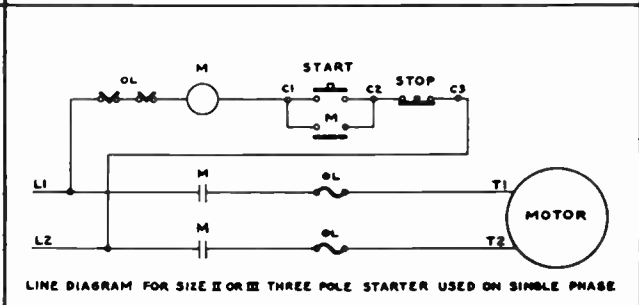 OL M START STOP
C1 C2 C3
M
L1 M OL T1
MOTOR
L2 M OL T2
LINE DIAGRAM FOR SIZE II OR III THREE POLE STARTER USED ON SINGLE PHASE